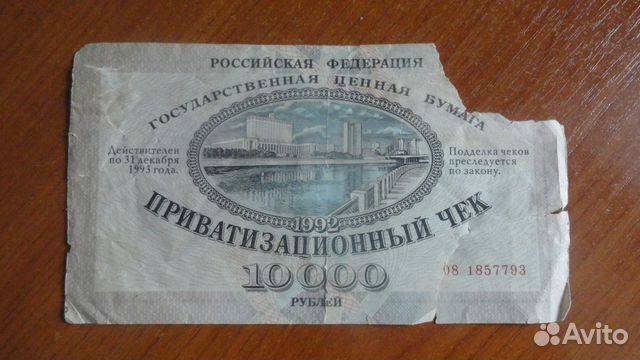 РОССИЙСКАЯ ФЕДЕРАЦИЯ
ГОСУДАРСТВЕННАЯ ЦЕННАЯ БУМАГА
Действителен
по 31 декабря
1993 года.
Подделка чеков
преследуется
по закону.
1992
ПРИВАТИЗАЦИОННЫЙ ЧЕК
10000
РУБЛЕЙ
08 1857793
Avito